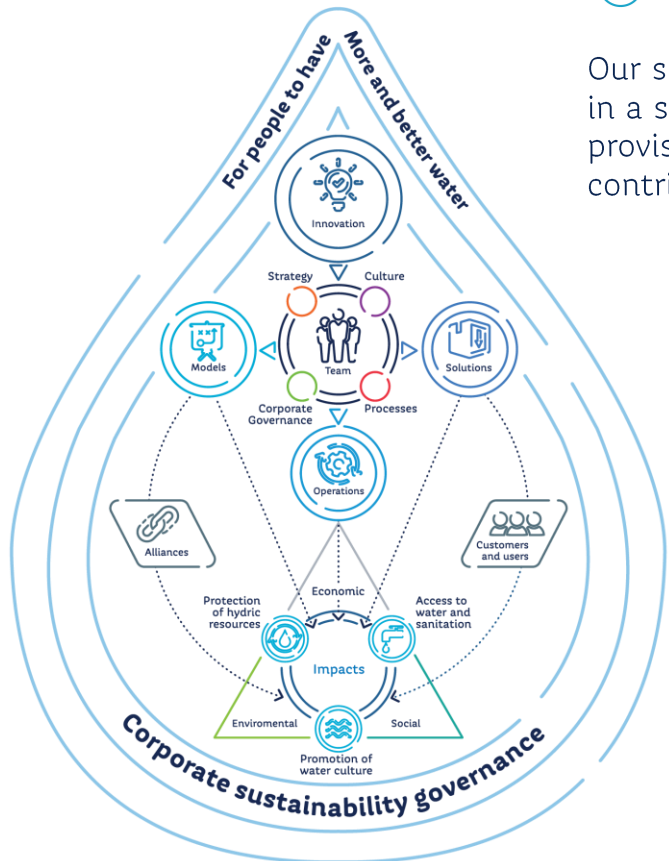 For people to have
More and better water
Our s
in a s
provis
contri
Innovation
Strategy
Culture
Models
Team
Solutions
Corporate
Governance
Processes
Operations
Alliances
Customers
and users
Economic
Protection
of hydric
resources
Access to
water and
sanitation
Impacts
Enviromental
Social
Promotion of
water culture
Corporate sustainability governance